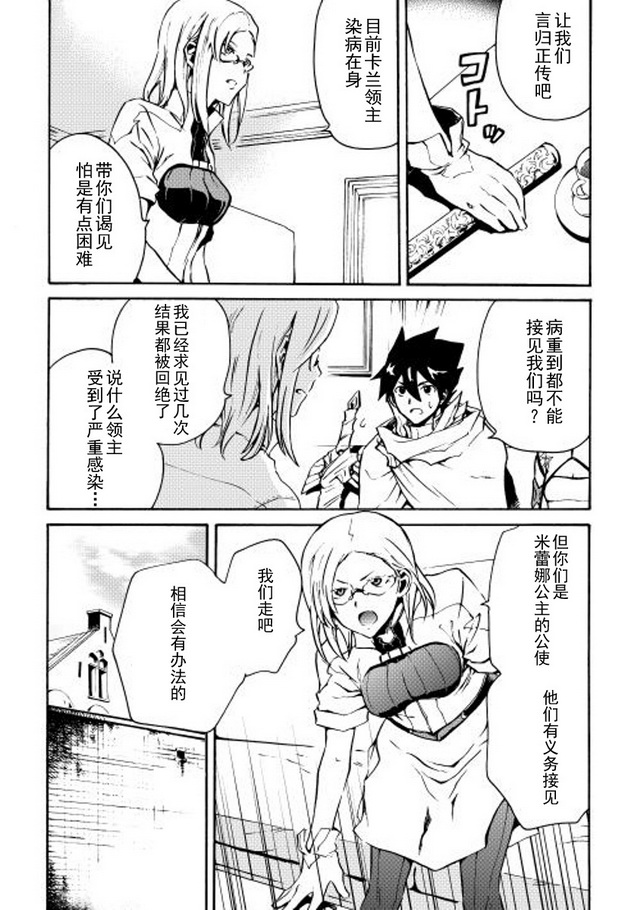 让我们
言归正传吧
コトッ
目前卡兰领主
染病在身
带你们谒见
怕是有点困难
病重到都不能
接见我们吗？
我已经求见过几次
结果都被回绝了
说什么领主
受到了严重感染…
但你们是
米蕾娜公主的公使
他们有义务接见
我们走吧
相信会有办法的